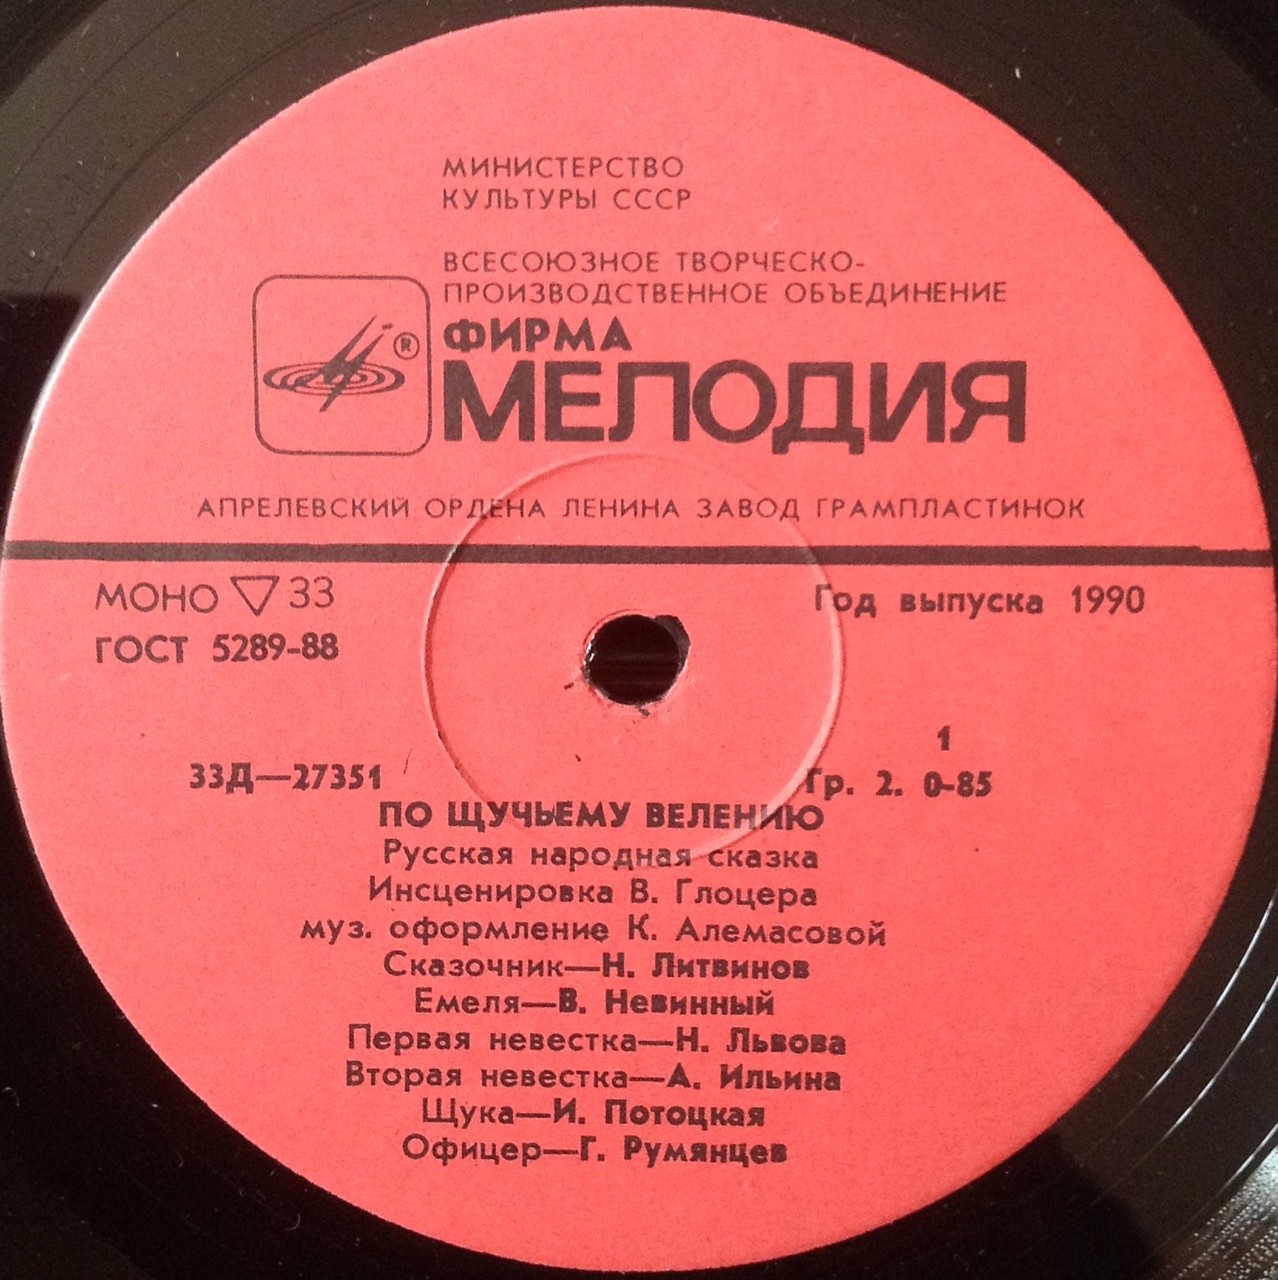 МИНИСТЕРСТВО
КУЛЬТУРЫ СССР
ВСЕСОЮЗНОЕ ТВОРЧЕСКО-
ПРОИЗВОДСТВЕННОЕ ОБЪЕДИНЕНИЕ
ФИРМА
®
МЕЛОДИЯ
АПРЕЛЕВСКИЙ ОРДЕНА ЛЕНИНА ЗАВОД ГРАМПЛАСТИНОК
МОНО ▽ 33
Год выпуска 1990
ГОСТ 5289-88
1
33Д—27351
Гр. 2. 0-85
ПО ЩУЧЬЕМУ ВЕЛЕНИЮ
Русская народная сказка
Инсценировка В. Глоцера
муз. оформление К. Алемасовой
Сказочник—Н. Литвинов
Емеля—В. Невинный
Первая невестка—Н. Львова
Вторая невестка—А. Ильина
Щука—И. Потоцкая
Офицер—Г. Румянцев